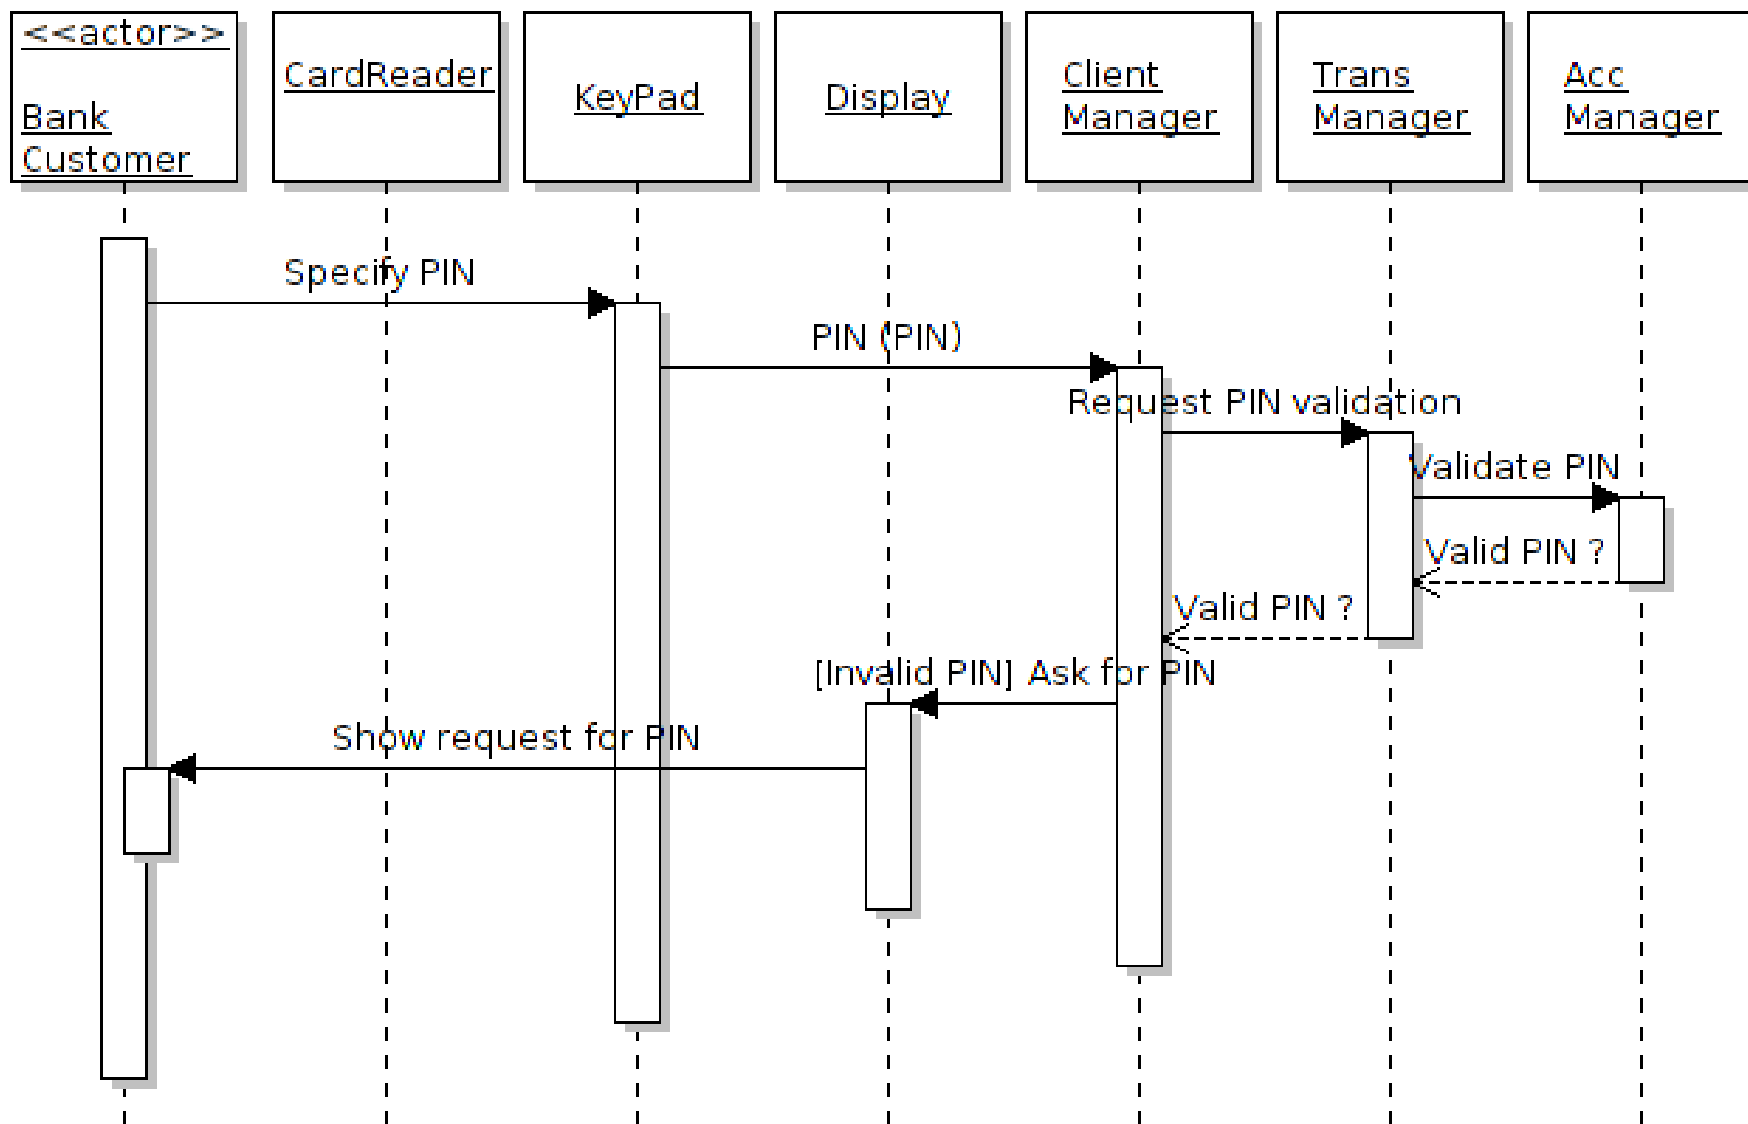 <<actor>>
Bank
Customer
CardReader
KeyPad
Display
Client
Manager
Trans
Manager
Acc
Manager
Specify PIN
PIN (PIN)
Request PIN validation
Validate PIN
Valid PIN ?
Valid PIN ?
[Invalid PIN] Ask for PIN
Show request for PIN